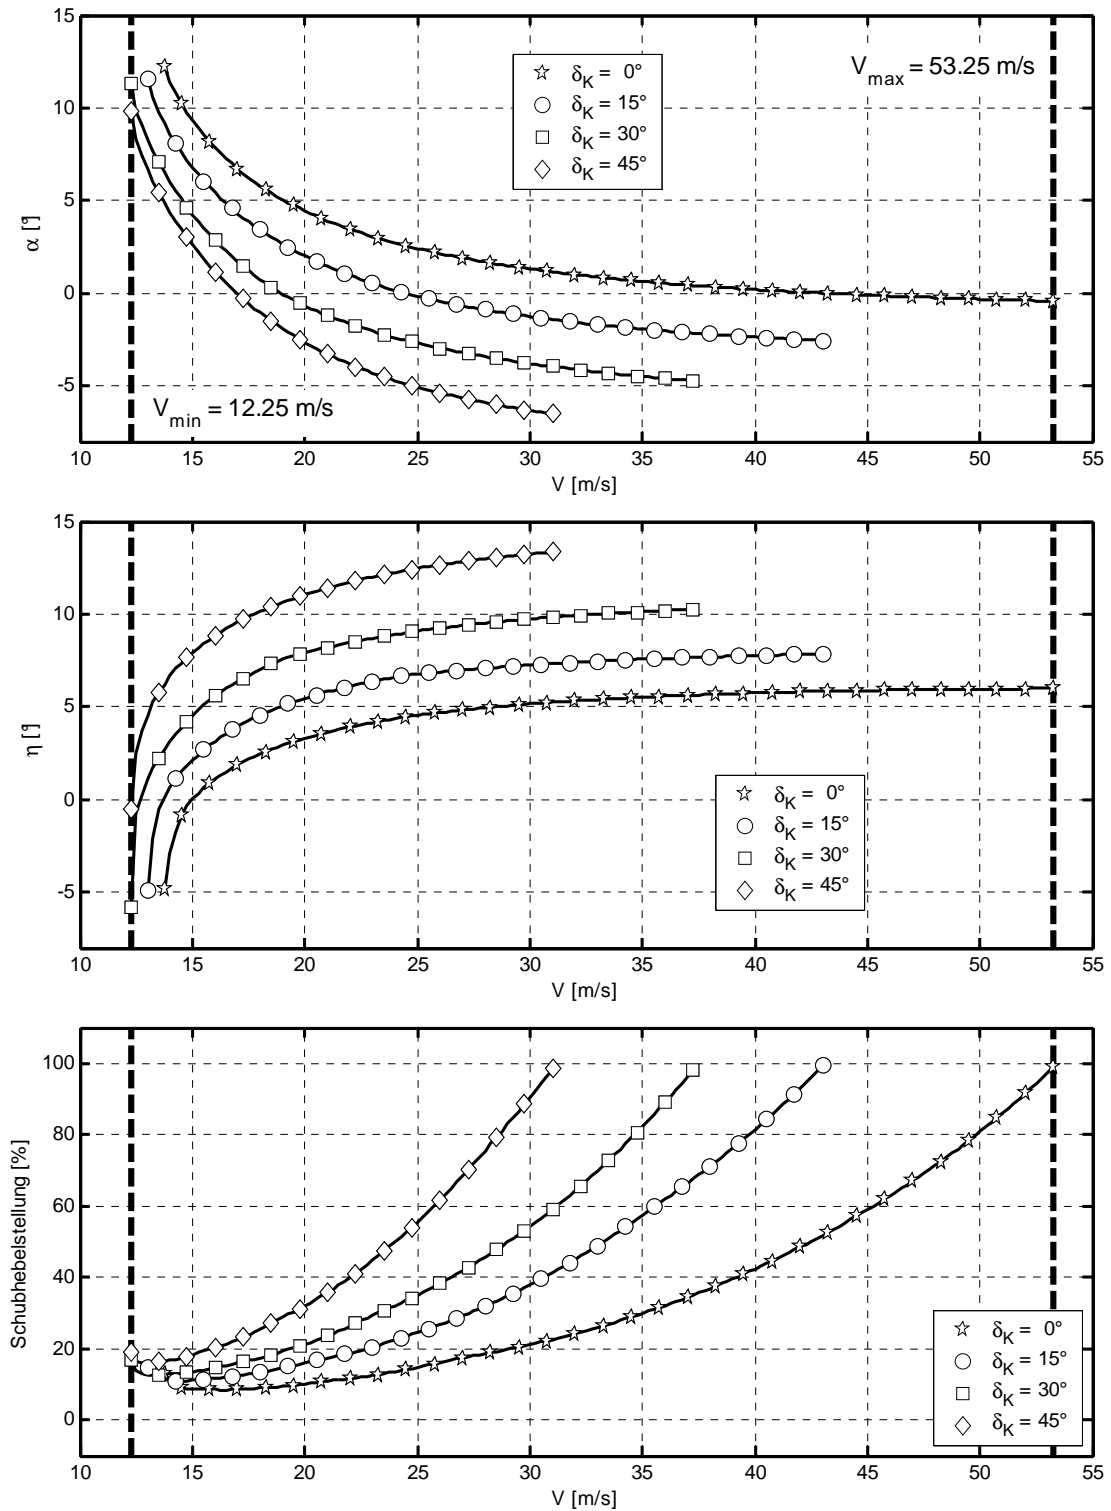 15
10
5
0
-5
α [°]
V_max = 53.25 m/s
δ_K = 0°
δ_K = 15°
δ_K = 30°
δ_K = 45°
V_min = 12.25 m/s
10 15 20 25 30 35 40 45 50 55
V [m/s]
15
10
5
0
-5
η [°]
δ_K = 0°
δ_K = 15°
δ_K = 30°
δ_K = 45°
10 15 20 25 30 35 40 45 50 55
V [m/s]
100
80
60
40
20
0
Schubhebelstellung [%]
δ_K = 0°
δ_K = 15°
δ_K = 30°
δ_K = 45°
10 15 20 25 30 35 40 45 50 55
V [m/s]